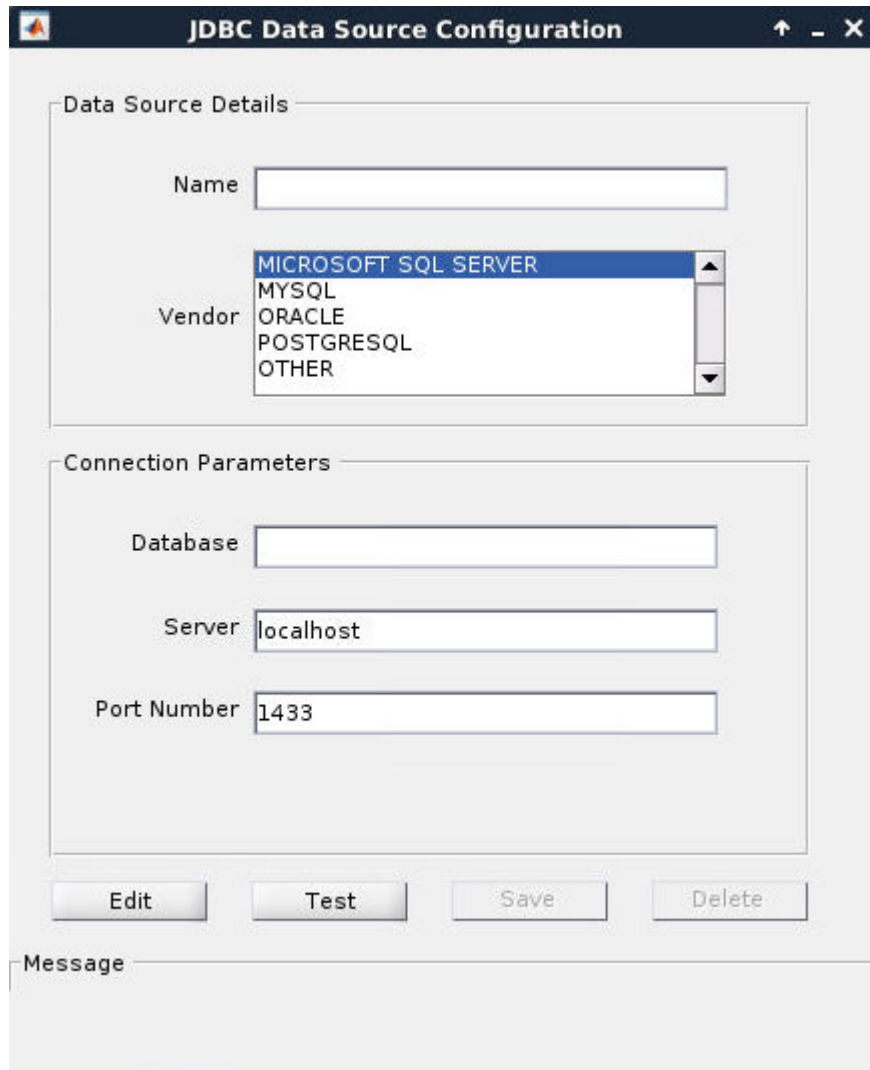 JDBC Data Source Configuration
Data Source Details
Name
Vendor
MICROSOFT SQL SERVER
MYSQL
ORACLE
POSTGRESQL
OTHER
Connection Parameters
Database
Server localhost
Port Number 1433
Edit Test Save Delete
Message